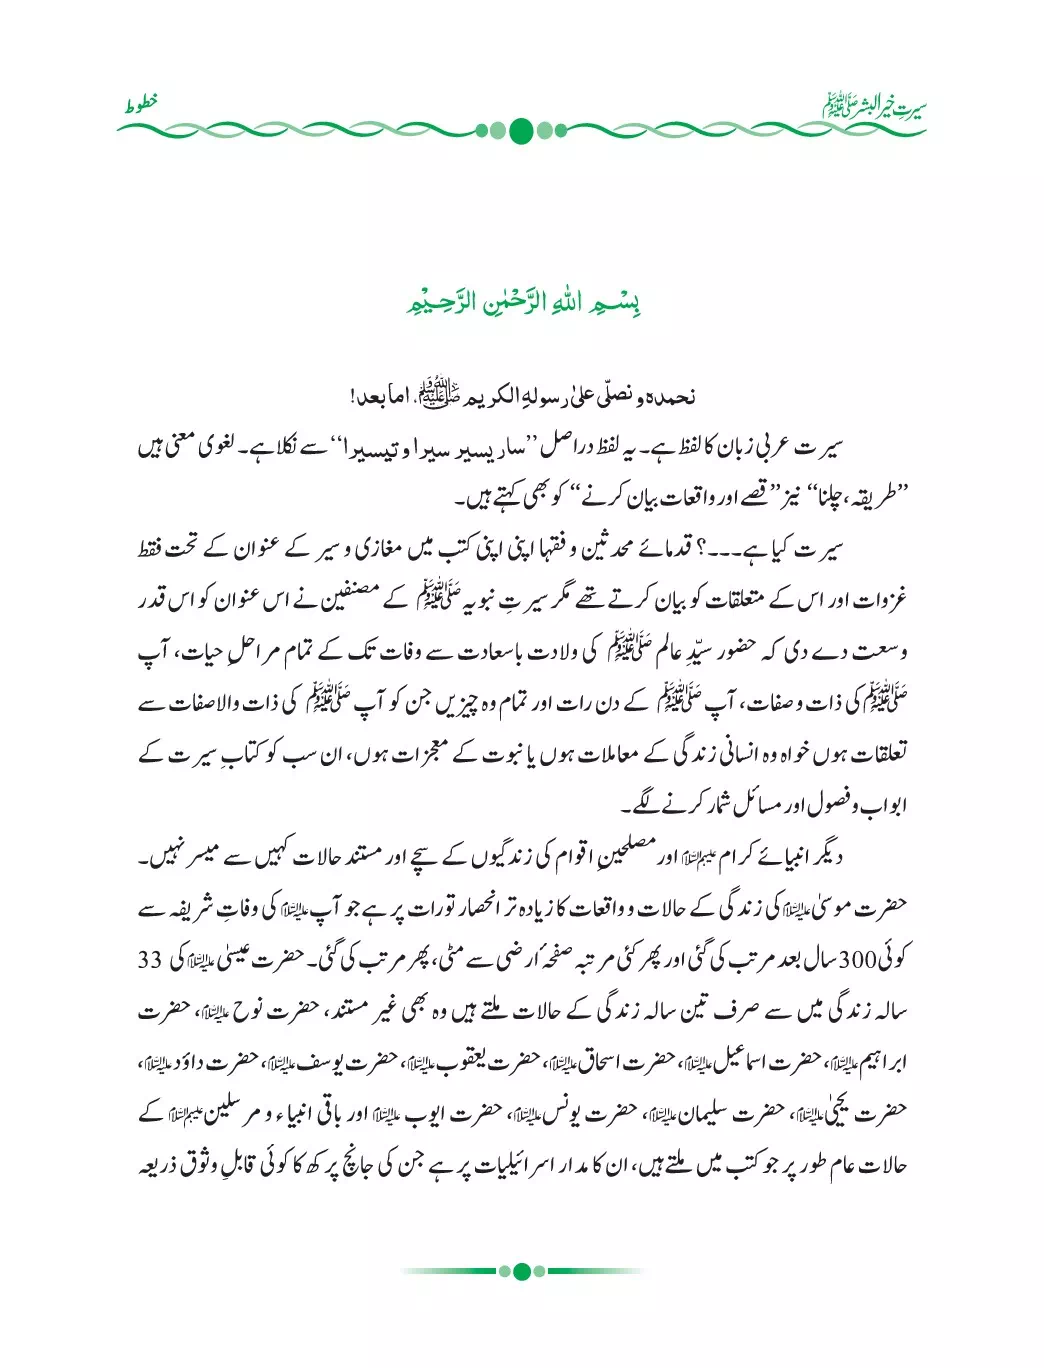 سیرتِ خیرالبشر ﷺ
خطوط
بِسْمِ اللهِ الرَّحْمٰنِ الرَّحِيْمِ
نحمدہ و نصلّی علیٰ رسولہٖ الکریم ﷺ، امابعد!
سیرت عربی زبان کا لفظ ہے۔ یہ لفظ دراصل ’’ساریسیر سیرا و تیسیرا‘‘ سے نکلا ہے۔ لغوی معنی ہیں
’’طریقہ، چلنا‘‘ نیز ’’قصے اور واقعات بیان کرنے‘‘ کو بھی کہتے ہیں۔
سیرت کیا ہے۔۔۔؟ قدمائے محدثین و فقہا اپنی اپنی کتب میں مغازی و سیر کے عنوان کے تحت فقط
غزوات اور اس کے متعلقات کو بیان کرتے تھے مگر سیرتِ نبویہ ﷺ کے مصنفین نے اس عنوان کو اس قدر
وسعت دے دی کہ حضور سیّدِ عالم ﷺ کی ولادت باسعادت سے وفات تک کے تمام مراحلِ حیات، آپ
ﷺ کی ذات و صفات، آپ ﷺ کے دن رات اور تمام وہ چیزیں جن کو آپ ﷺ کی ذات والاصفات سے
تعلقات ہوں خواہ وہ انسانی زندگی کے معاملات ہوں یا نبوت کے معجزات ہوں، ان سب کو کتابِ سیرت کے
ابواب و فصول اور مسائل شمار کرنے لگے۔
دیگر انبیائے کرام علیہم السلام اور مصلحینِ اقوام کی زندگیوں کے سچے اور مستند حالات کہیں سے میسر نہیں۔
حضرت موسیٰ علیہ السلام کی زندگی کے حالات و واقعات کا زیادہ تر انحصار تورات پر ہے جو آپ علیہ السلام کی وفاتِ شریفہ سے
کوئی 300 سال بعد مرتب کی گئی اور پھر کئی مرتبہ صفحۂ ارضی سے مٹی، پھر مرتب کی گئی۔ حضرت عیسیٰ علیہ السلام کی 33
سالہ زندگی میں سے صرف تین سالہ زندگی کے حالات ملتے ہیں وہ بھی غیر مستند، حضرت نوح علیہ السلام، حضرت
ابراہیم علیہ السلام، حضرت اسماعیل علیہ السلام، حضرت اسحاق علیہ السلام، حضرت یعقوب علیہ السلام، حضرت یوسف علیہ السلام، حضرت داؤد علیہ السلام،
حضرت یحییٰ علیہ السلام، حضرت سلیمان علیہ السلام، حضرت یونس علیہ السلام، حضرت ایوب علیہ السلام اور باقی انبیاء و مرسلین علیہم السلام کے
حالات عام طور پر جو کتب میں ملتے ہیں، ان کا مدار اسرائیلیات پر ہے جن کی جانچ پرکھ کا کوئی قابلِ وثوق ذریعہ